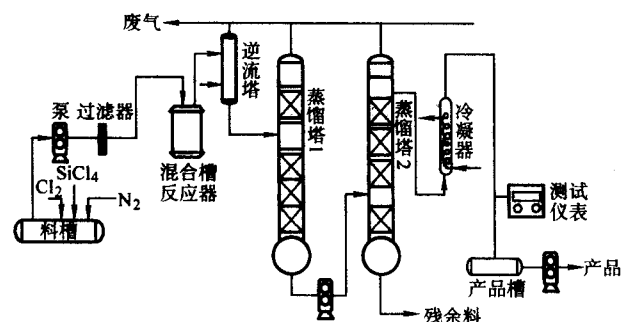 废气
逆流塔
泵 过滤器
蒸馏塔1
蒸馏塔2
冷凝器
混合槽
反应器
SiCl4
Cl2
N2
料槽
测试
仪表
产品槽
产品
残余料